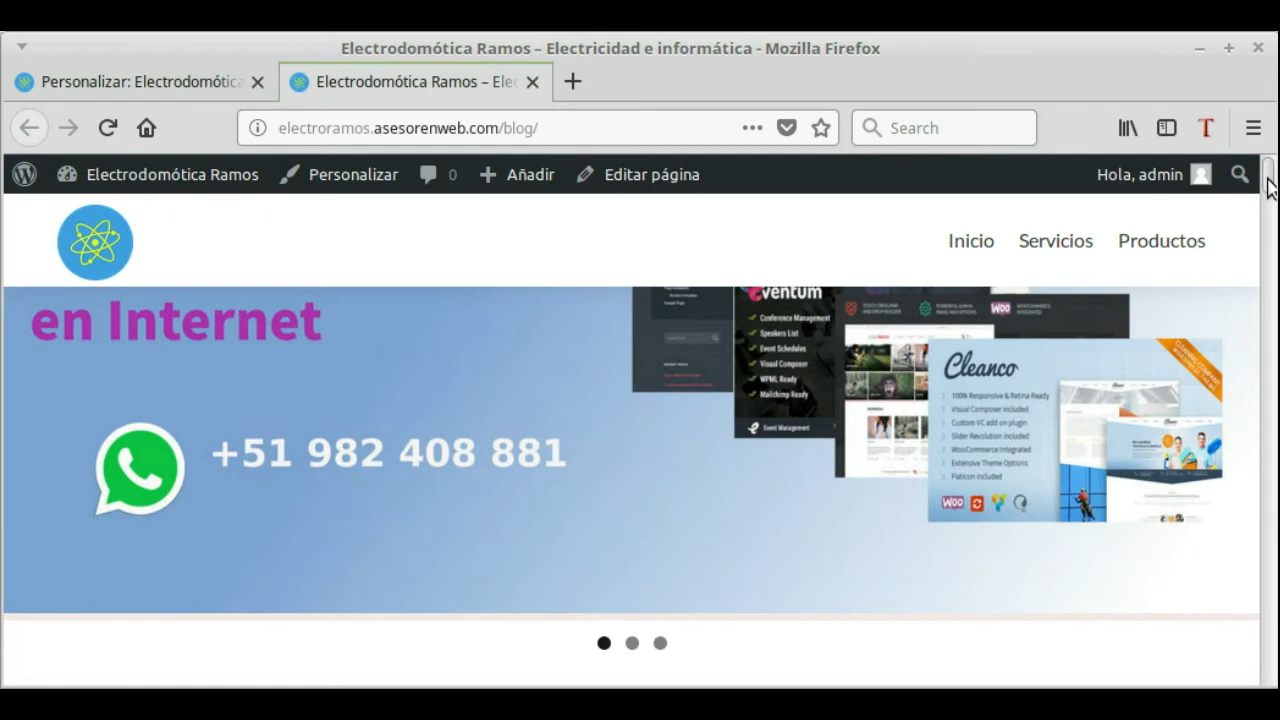 Electrodomótica Ramos – Electricidad e informática - Mozilla Firefox
Personalizar: Electrodomótica
Electrodomótica Ramos – Elec
electroramos.asesorenweb.com/blog/
Search
Electrodomótica Ramos
Personalizar
0
Añadir
Editar página
Hola, admin
Inicio
Servicios
Productos
en Internet
+51 982 408 881
eventum
Conference Management
Speakers List
Event Schedules
Visual Composer
WPML Ready
Mailchimp Ready
Event Management
WOO
Cleanco
100% Responsive & Retina Ready
Visual Composer included
Custom VC add on plugin
Slider Revolution included
WooCommerce Integrated
Extensive Theme Options
Flaticon included
WOO